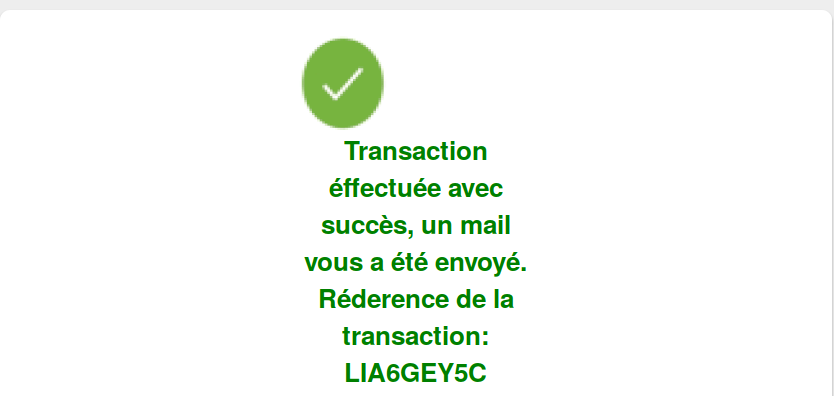 Transaction
éffectuée avec
succès, un mail
vous a été envoyé.
Réderence de la
transaction:
LIA6GEY5C